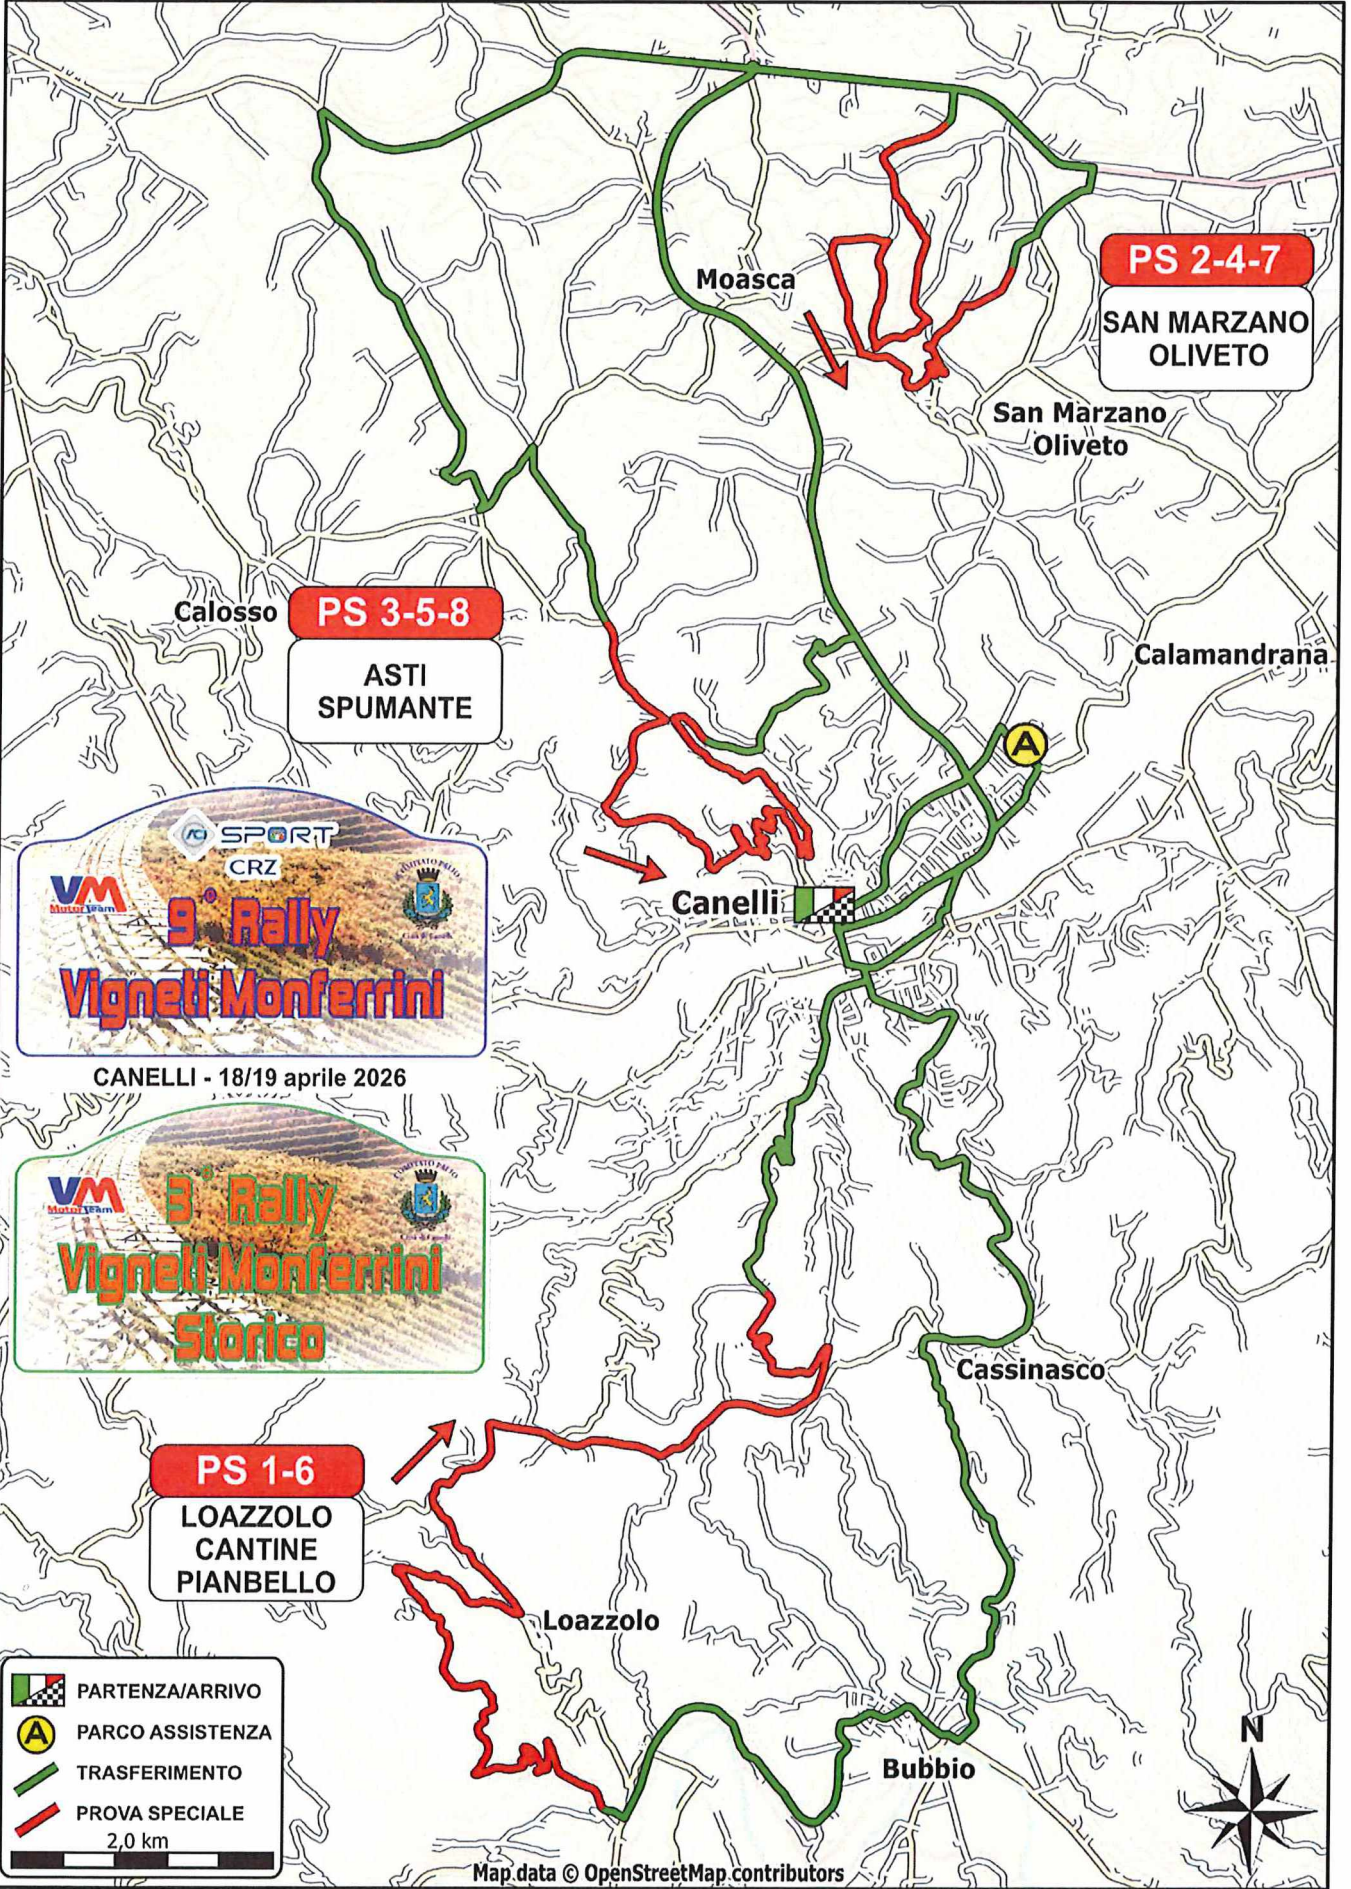 Moasca
PS 2-4-7
SAN MARZANO
OLIVETO
San Marzano
Oliveto
Calosso
PS 3-5-8
ASTI
SPUMANTE
Calamandrana
A
ACI SPORT
CRZ
VM
MotorTeam
9° Rally
Vigneti Monferrini
Canelli
CANELLI - 18/19 aprile 2026
VM
MotorTeam
3° Rally
Vigneti Monferrini
Storico
Cassinasco
PS 1-6
LOAZZOLO
CANTINE
PIANBELLO
Loazzolo
Bubbio
N
PARTENZA/ARRIVO
A PARCO ASSISTENZA
TRASFERIMENTO
PROVA SPECIALE
2,0 km
Map data © OpenStreetMap contributors